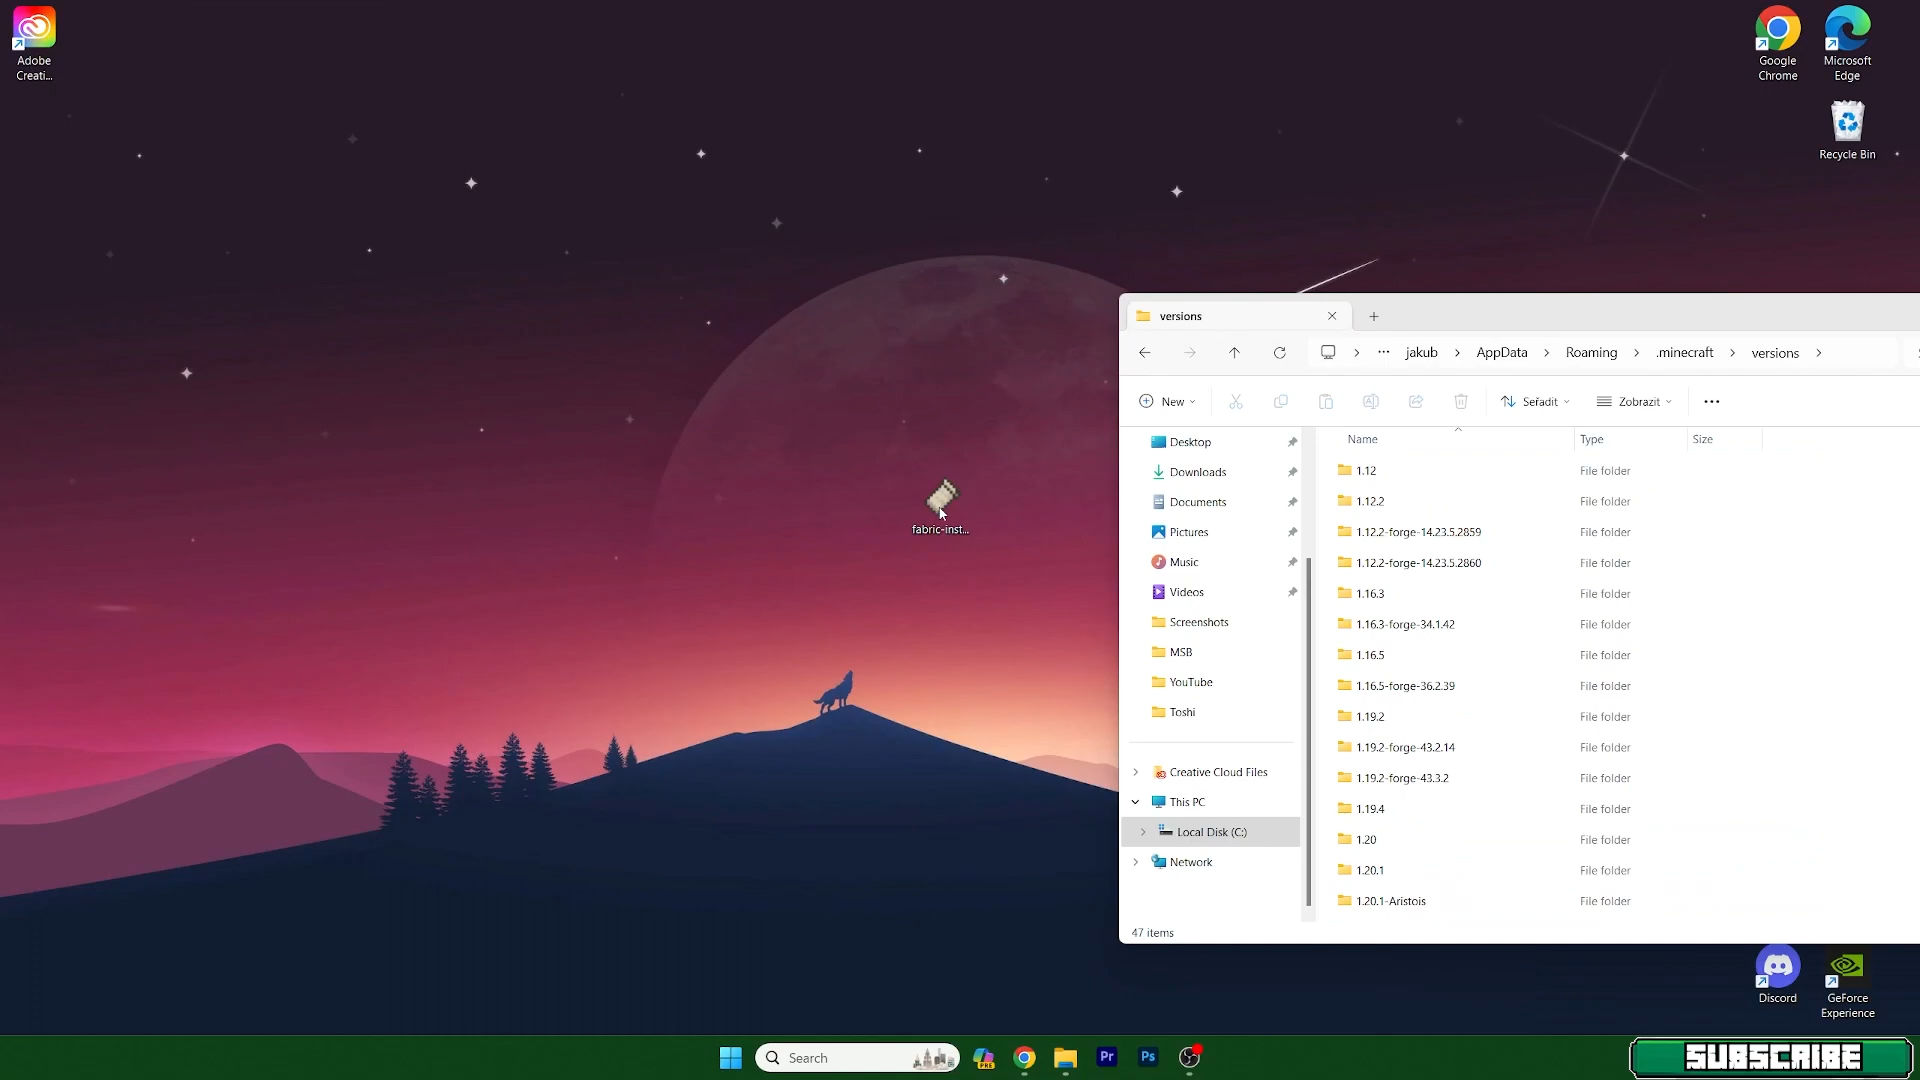 Adobe
Creati...
Google
Chrome
Microsoft
Edge
Recycle Bin
fabric-inst...
versions
jakub
AppData
Roaming
.minecraft
versions
New
Seřadit
Zobrazit
Name
Type
Size
Desktop
Downloads
Documents
Pictures
Music
Videos
Screenshots
MSB
YouTube
Toshi
Creative Cloud Files
This PC
Local Disk (C:)
Network
1.12 File folder
1.12.2 File folder
1.12.2-forge-14.23.5.2859 File folder
1.12.2-forge-14.23.5.2860 File folder
1.16.3 File folder
1.16.3-forge-34.1.42 File folder
1.16.5 File folder
1.16.5-forge-36.2.39 File folder
1.19.2 File folder
1.19.2-forge-43.2.14 File folder
1.19.2-forge-43.3.2 File folder
1.19.4 File folder
1.20 File folder
1.20.1 File folder
1.20.1-Aristois File folder
47 items
Discord
GeForce
Experience
Search
PRE
Pr
Ps
SUBSCRIBE